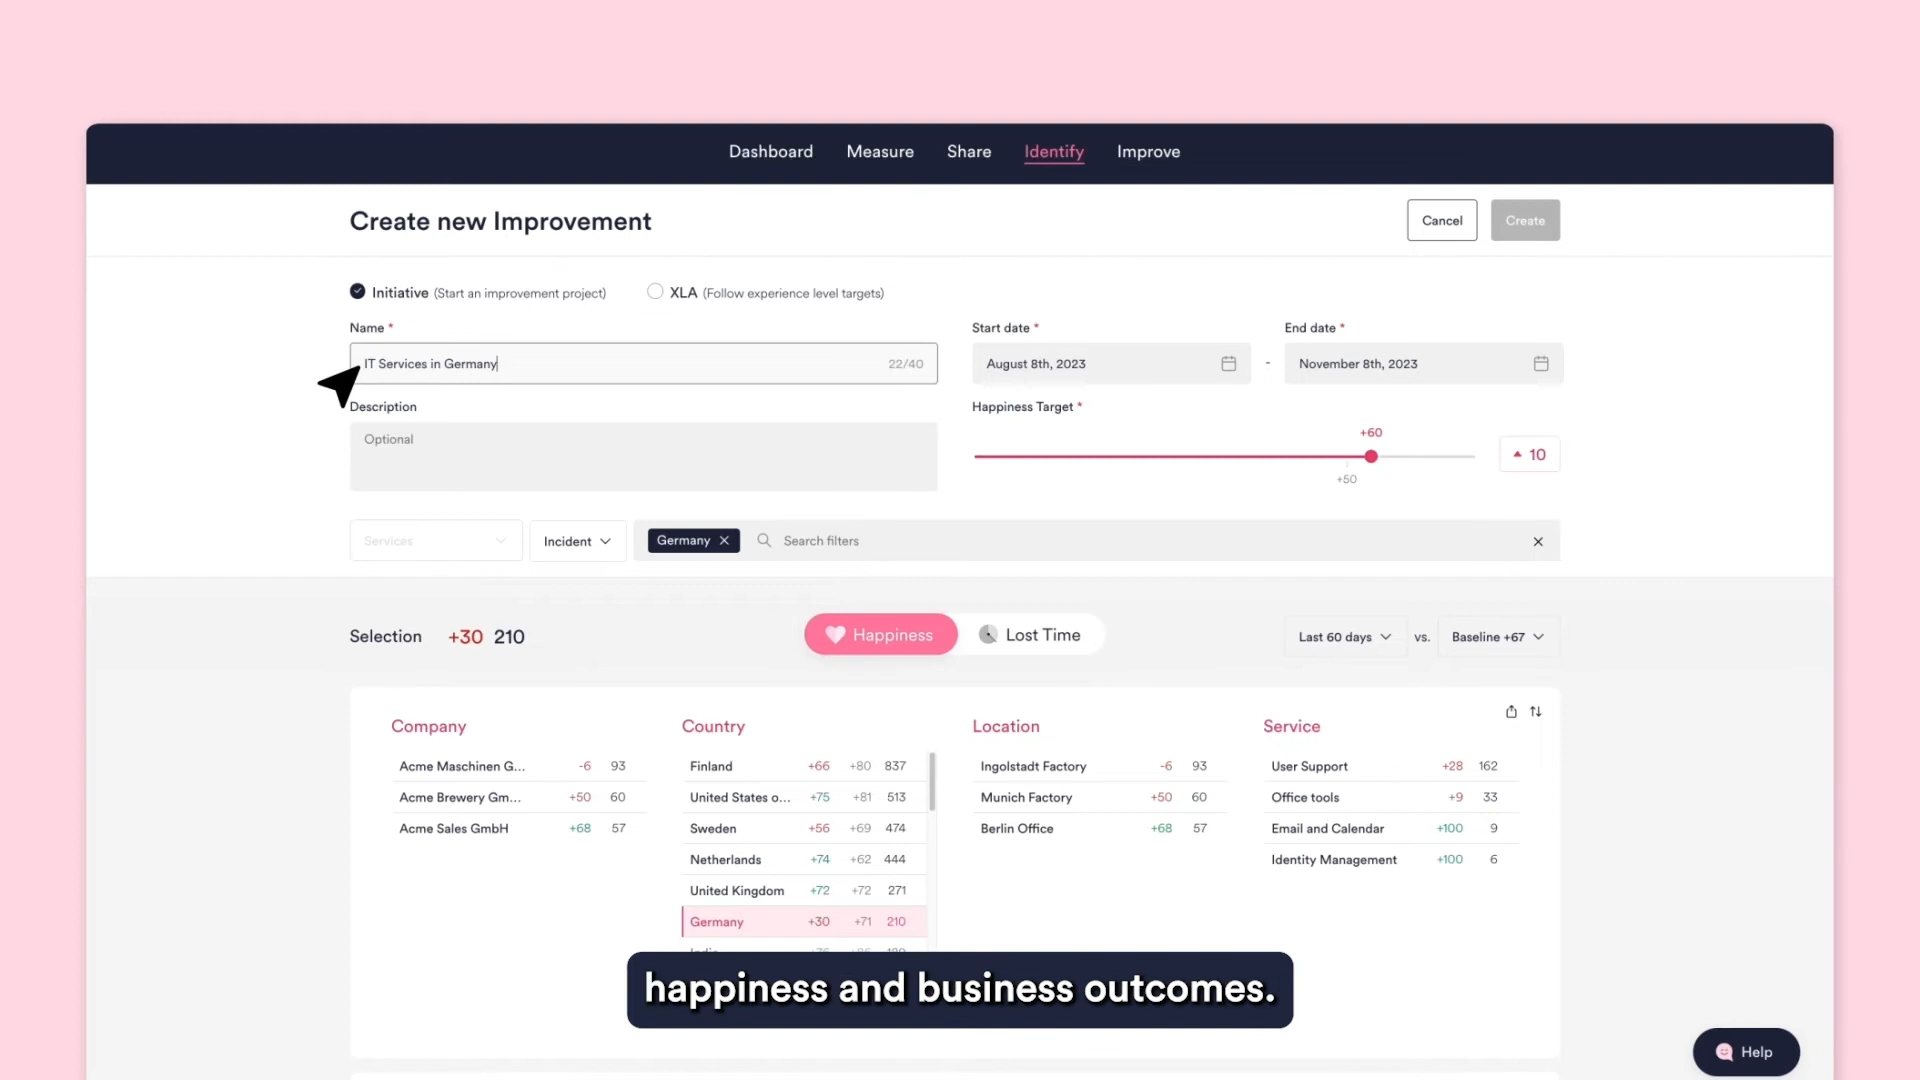 Dashboard Measure Share Identify Improve
Create new Improvement
Cancel Create
Initiative (Start an improvement project) XLA (Follow experience level targets)
Name * Start date * End date *
IT Services in Germany 22/40 August 8th, 2023 - November 8th, 2023
Description Happiness Target *
+60
Optional
10
+50
Services Incident Germany Search filters
Selection +30 210 Happiness Lost Time Last 60 days vs. Baseline +67
Company Country Location Service
Acme Maschinen G... -6 93 Finland +66 +80 837 Ingolstadt Factory -6 93 User Support +28 162
Acme Brewery Gm... +50 60 United States o... +75 +81 513 Munich Factory +50 60 Office tools +9 33
Acme Sales GmbH +68 57 Sweden +56 +69 474 Berlin Office +68 57 Email and Calendar +100 9
Netherlands +74 +62 444 Identity Management +100 6
United Kingdom +72 +72 271
Germany +30 +71 210
happiness and business outcomes.
Help